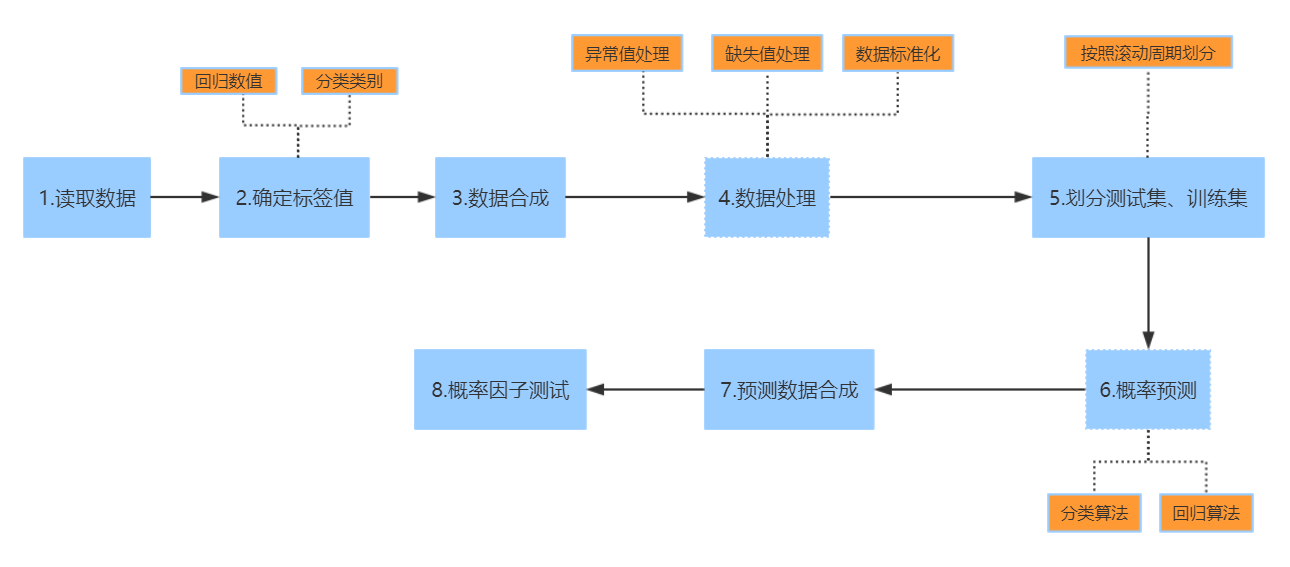 异常值处理
缺失值处理
数据标准化
按照滚动周期划分
回归数值
分类类别
1.读取数据
2.确定标签值
3.数据合成
4.数据处理
5.划分测试集、训练集
8.概率因子测试
7.预测数据合成
6.概率预测
分类算法
回归算法